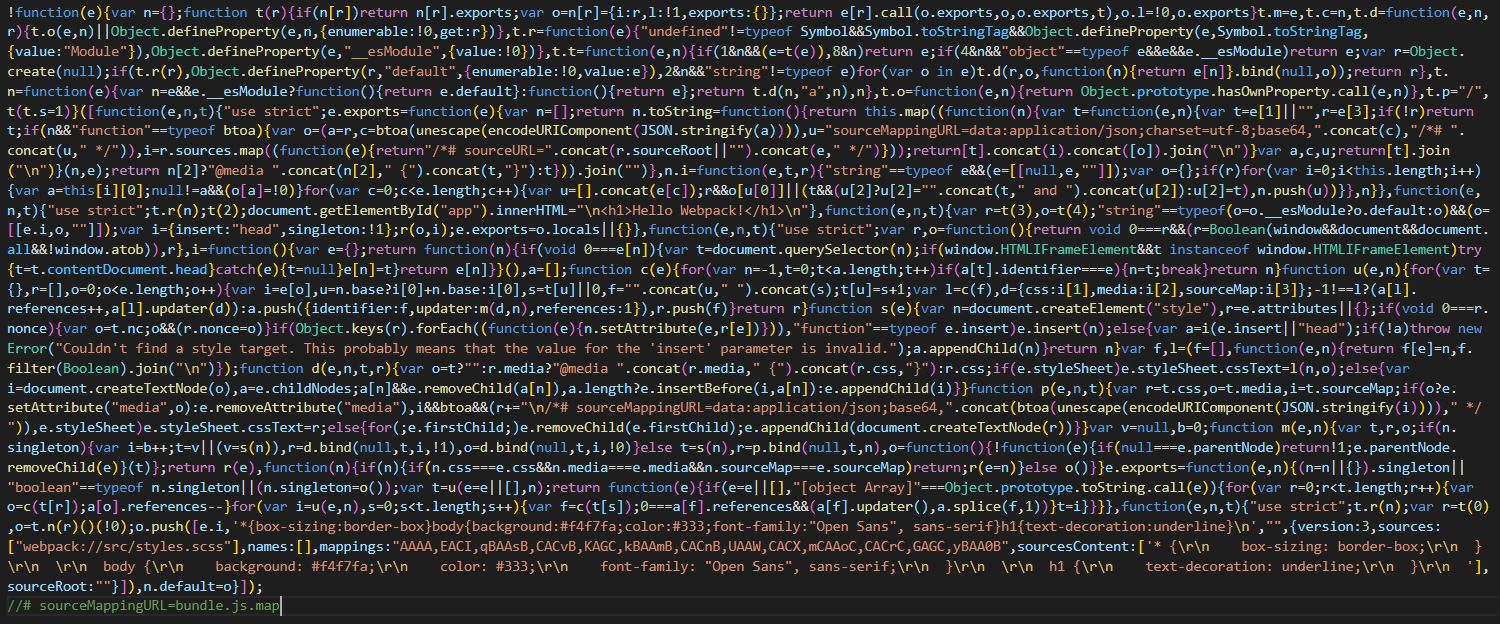 !function(e){var n={};function t(r){if(n[r])return n[r].exports;var o=n[r]={i:r,l:!1,exports:{}};return e[r].call(o.exports,o,o.exports,t),o.l=!0,o.exports}t.m=e,t.c=n,t.d=function(e,n,
r){t.o(e,n)||Object.defineProperty(e,n,{enumerable:!0,get:r})},t.r=function(e){"undefined"!=typeof Symbol&&Symbol.toStringTag&&Object.defineProperty(e,Symbol.toStringTag,
{value:"Module"}),Object.defineProperty(e,"__esModule",{value:!0})},t.t=function(e,n){if(1&n&&(e=t(e)),8&n)return e;if(4&n&&"object"==typeof e&&e&&e.__esModule)return e;var r=Object.
create(null);if(t.r(r),Object.defineProperty(r,"default",{enumerable:!0,value:e}),2&n&&"string"!=typeof e)for(var o in e)t.d(r,o,function(n){return e[n]}.bind(null,o));return r},t.
n=function(e){var n=e&&e.__esModule?function(){return e.default}:function(){return e};return t.d(n,"a",n),n},t.o=function(e,n){return Object.prototype.hasOwnProperty.call(e,n)},t.p="/",
t(t.s=1)}([function(e,n,t){"use strict";e.exports=function(e){var n=[];return n.toString=function(){return this.map((function(n){var t=function(e,n){var t=e[1]||"",r=e[3];if(!r)return
t;if(n&&"function"==typeof btoa){var o=(a=r,c=btoa(unescape(encodeURIComponent(JSON.stringify(a)))),u="sourceMappingURL=data:application/json;charset=utf-8;base64,".concat(c),"/*# ".
concat(u," */")),i=r.sources.map((function(e){return"/*# sourceURL=".concat(r.sourceRoot||"").concat(e," */")}));return[t].concat(i).concat([o]).join("\n")}var a,c,u;return[t].join
("\n")}(n,e);return n[2]?"@media ".concat(n[2]," {").concat(t,"}"):t})).join("")},n.i=function(e,t,r){"string"==typeof e&&(e=[[null,e,""]]);var o={};if(r)for(var i=0;i<this.length;i++)
{var a=this[i][0];null!=a&&(o[a]=!0)}for(var c=0;c<e.length;c++){var u=[].concat(e[c]);r&&o[u[0]]||(t&&(u[2]?u[2]="".concat(t," and ").concat(u[2]):u[2]=t),n.push(u))}},n}},function(e,
n,t){"use strict";t.r(n);t(2);document.getElementById("app").innerHTML="\n<h1>Hello Webpack!</h1>\n"},function(e,n,t){var r=t(3),o=t(4);"string"==typeof(o=o.__esModule?o.default:o)&&(o=
[[e.i,o,""]]);var i={insert:"head",singleton:!1};r(o,i);e.exports=o.locals||{}},function(e,n,t){"use strict";var r,o=function(){return void 0===r&&(r=Boolean(window&&document&&document.
all&&!window.atob)),r},i=function(){var e={};return function(n){if(void 0===e[n]){var t=document.querySelector(n);if(window.HTMLIFrameElement&&t instanceof window.HTMLIFrameElement)try
{t=t.contentDocument.head}catch(e){t=null}e[n]=t}return e[n]}}(),a=[];function c(e){for(var n=-1,t=0;t<a.length;t++)if(a[t].identifier===e){n=t;break}return n}function u(e,n){for(var t=
{},r=[],o=0;o<e.length;o++){var i=e[o],u=n.base?i[0]+n.base:i[0],s=t[u]||0,f="".concat(u," ").concat(s);t[u]=s+1;var l=c(f),d={css:i[1],media:i[2],sourceMap:i[3]};-1!==l?(a[l].
references++,a[l].updater(d)):a.push({identifier:f,updater:m(d,n),references:1}),r.push(f)}return r}function s(e){var n=document.createElement("style"),r=e.attributes||{};if(void 0===r.
nonce){var o=t.nc;o&&(r.nonce=o)}if(Object.keys(r).forEach((function(e){n.setAttribute(e,r[e])})),"function"==typeof e.insert)e.insert(n);else{var a=i(e.insert||"head");if(!a)throw new
Error("Couldn't find a style target. This probably means that the value for the 'insert' parameter is invalid.");a.appendChild(n)}return n}var f,l=(f=[],function(e,n){return f[e]=n,f.
filter(Boolean).join("\n")});function d(e,n,t,r){var o=t?"":r.media?"@media ".concat(r.media," {").concat(r.css,"}"):r.css;if(e.styleSheet)e.styleSheet.cssText=l(n,o);else{var
i=document.createTextNode(o),a=e.childNodes;a[n]&&e.removeChild(a[n]),a.length?e.insertBefore(i,a[n]):e.appendChild(i)}}function p(e,n,t){var r=t.css,o=t.media,i=t.sourceMap;if(o?e.
setAttribute("media",o):e.removeAttribute("media"),i&&btoa&&(r+="\n/*# sourceMappingURL=data:application/json;base64,".concat(btoa(unescape(encodeURIComponent(JSON.stringify(i))))," */
")),e.styleSheet)e.styleSheet.cssText=r;else{for(;e.firstChild;)e.removeChild(e.firstChild);e.appendChild(document.createTextNode(r))}}var v=null,b=0;function m(e,n){var t,r,o;if(n.
singleton){var i=b++;t=v||(v=s(n)),r=d.bind(null,t,i,!1),o=d.bind(null,t,i,!0)}else t=s(n),r=p.bind(null,t,n),o=function(){!function(e){if(null===e.parentNode)return!1;e.parentNode.
removeChild(e)}(t)};return r(e),function(n){if(n){if(n.css===e.css&&n.media===e.media&&n.sourceMap===e.sourceMap)return;r(e=n)}else o()}}e.exports=function(e,n){(n=n||{}).singleton||
"boolean"==typeof n.singleton||(n.singleton=o());var t=u(e=e||[],n);return function(e){if(e=e||[],"[object Array]"===Object.prototype.toString.call(e)){for(var r=0;r<t.length;r++){var
o=c(t[r]);a[o].references--}for(var i=u(e,n),s=0;s<t.length;s++){var f=c(t[s]);0===a[f].references&&(a[f].updater(),a.splice(f,1))}t=i}}}},function(e,n,t){"use strict";t.r(n);var r=t(0)
,o=t.n(r)()(!0);o.push([e.i,'*{box-sizing:border-box}body{background:#f4f7fa;color:#333;font-family:"Open Sans", sans-serif}h1{text-decoration:underline}\n',"",{version:3,sources:
["webpack://src/styles.scss"],names:[],mappings:"AAAA,EACI,qBAAsB,CACvB,KAGC,kBAAmB,CACnB,UAAW,CACX,mCAAoC,CACrC,GAGC,yBAA0B",sourcesContent:['* {\r\n    box-sizing: border-box;\r\n  }
\r\n  \r\n  body {\r\n    background: #f4f7fa;\r\n    color: #333;\r\n    font-family: "Open Sans", sans-serif;\r\n  }\r\n  \r\n  h1 {\r\n    text-decoration: underline;\r\n  }\r\n  '],
sourceRoot:""}]),n.default=o}]);
//# sourceMappingURL=bundle.js.map